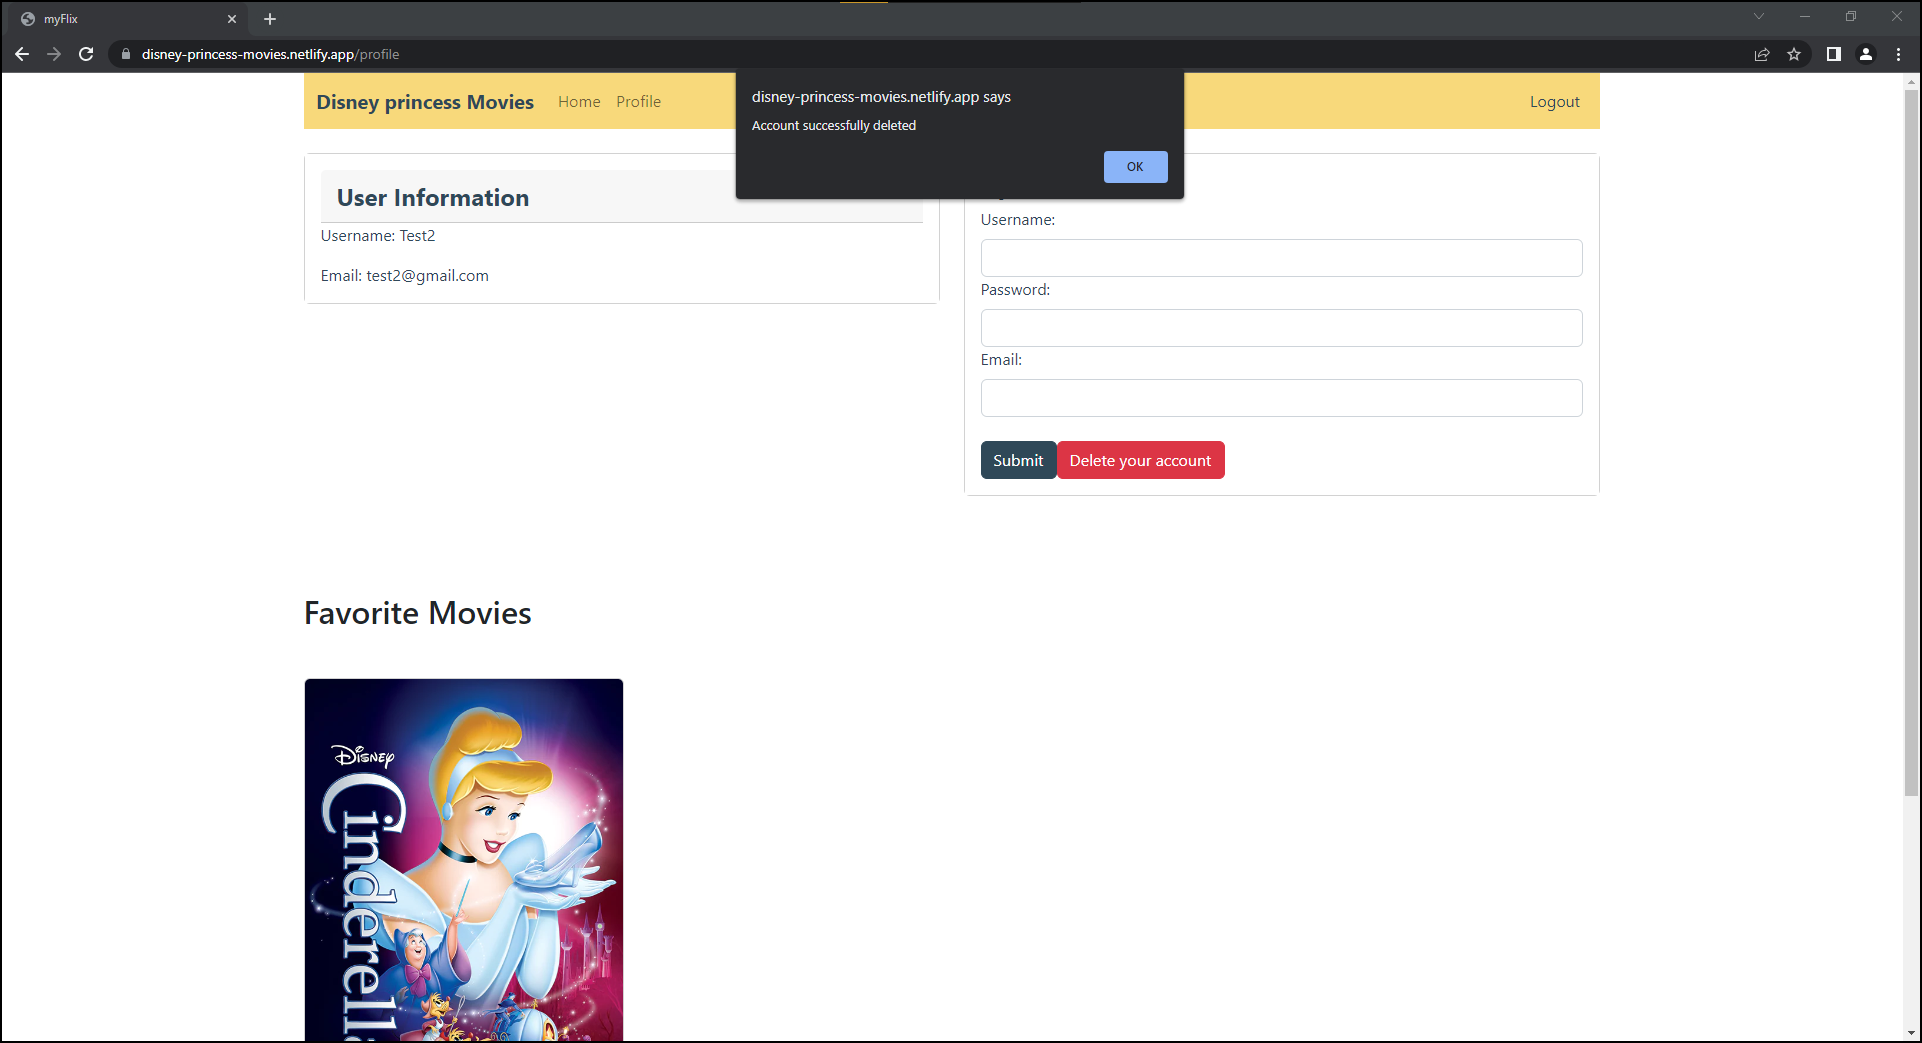 myFlix
disney-princess-movies.netlify.app/profile
Disney princess Movies Home Profile Logout
disney-princess-movies.netlify.app says
Account successfully deleted
OK
User Information
Username: Test2
Email: test2@gmail.com
Username:
Password:
Email:
Submit Delete your account
Favorite Movies
Disney
Cinderella